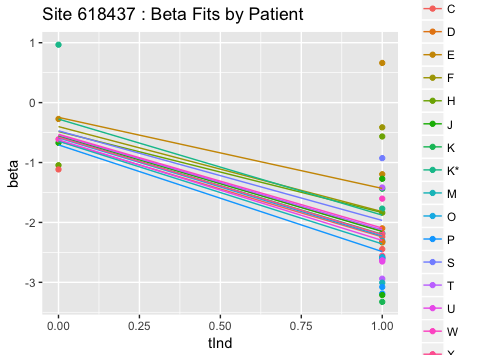 Site 618437 : Beta Fits by Patient
1
0
-1
-2
-3
beta
0.00 0.25 0.50 0.75 1.00
tInd
C
D
E
F
H
J
K
K*
M
O
P
S
T
U
W